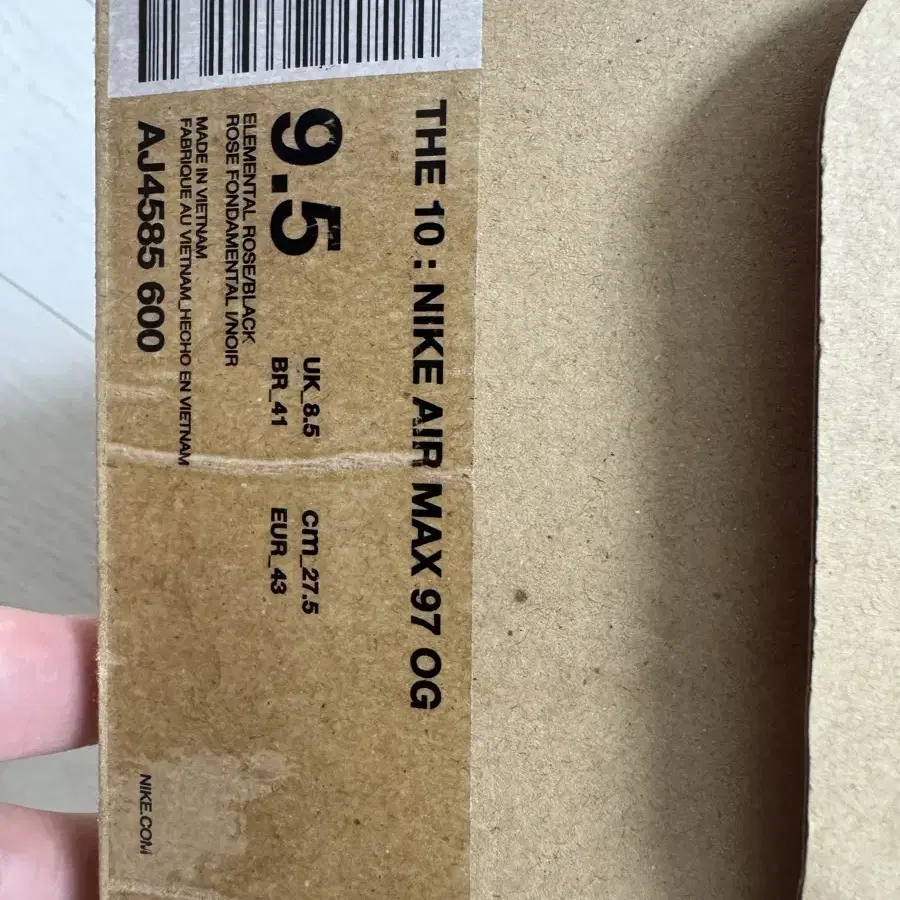 THE 10 : NIKE AIR MAX 97 OG
9.5
UK_8.5
cm_27.5
BR_41
EUR_43
ELEMENTAL ROSE/BLACK
ROSE FONDAMENTAL I/NOIR
MADE IN VIETNAM
FABRIQUE AU VIETNAM_HECHO EN VIETNAM
AJ4585 600
NIKE.COM